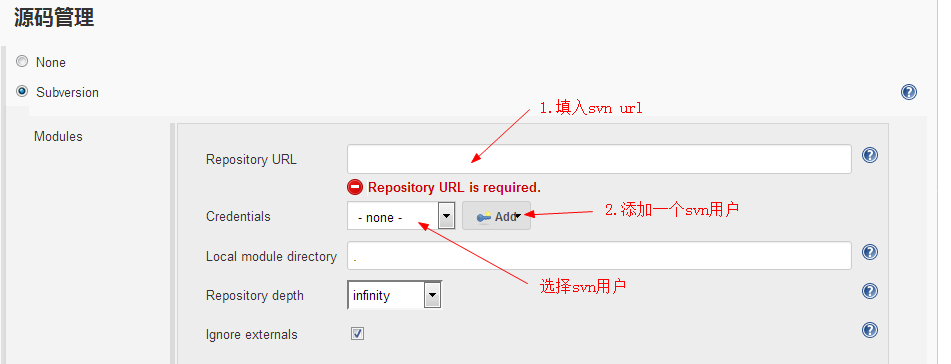 源码管理
None
Subversion
1.填入svn url
Modules
Repository URL
Repository URL is required.
Credentials
- none -
Add
2.添加一个svn用户
Local module directory
.
选择svn用户
Repository depth
infinity
Ignore externals